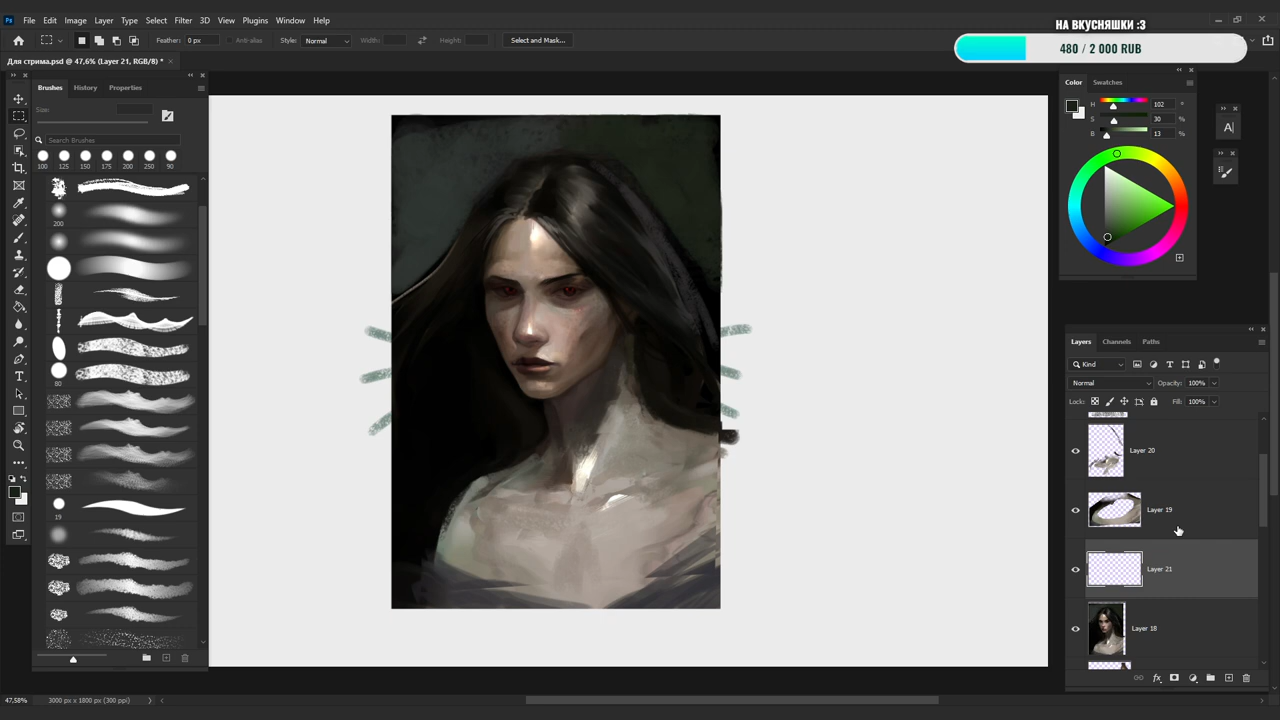 НА ВКУСНЯШКИ :3
480 / 2 000 RUB
Ps File Edit Image Layer Type Select Filter 3D View Plugins Window Help
Feather: 0 px Anti-alias Style: Normal Width: Height: Select and Mask...
Для стрима.psd @ 47,6% (Layer 21, RGB/8) * ×
Brushes History Properties
Size:
Search Brushes
100 125 150 175 200 250 90
200
80
19
Color Swatches
H 102 °
S 30 %
B 13 %
A|
Layers Channels Paths
Kind
Normal Opacity: 100%
Lock: Fill: 100%
Layer 20
Layer 19
Layer 21
Layer 18
fx
47,58% 3000 px x 1800 px (300 ppi)